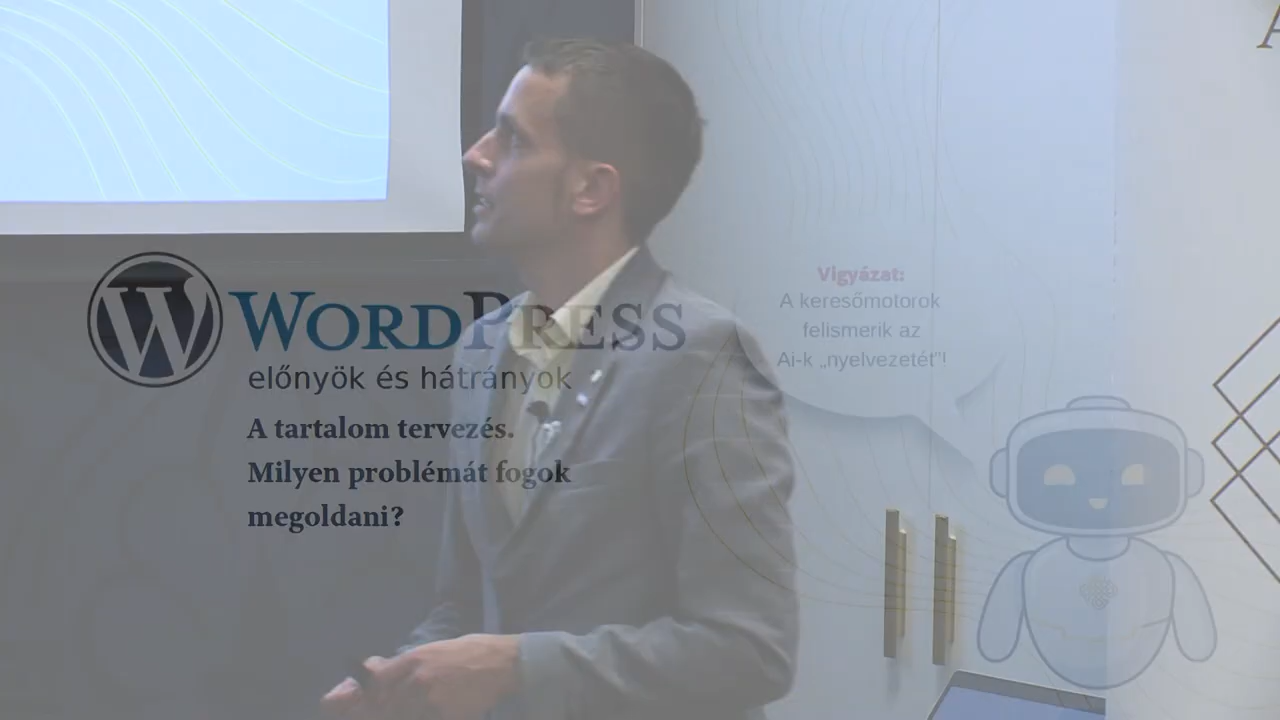 WORDPRESS
előnyök és hátrányok
A tartalom tervezés.
Milyen problémát fogok
megoldani?
Vigyázat:
A keresőmotorok
felismerik az
Ai-k „nyelvezetét"!